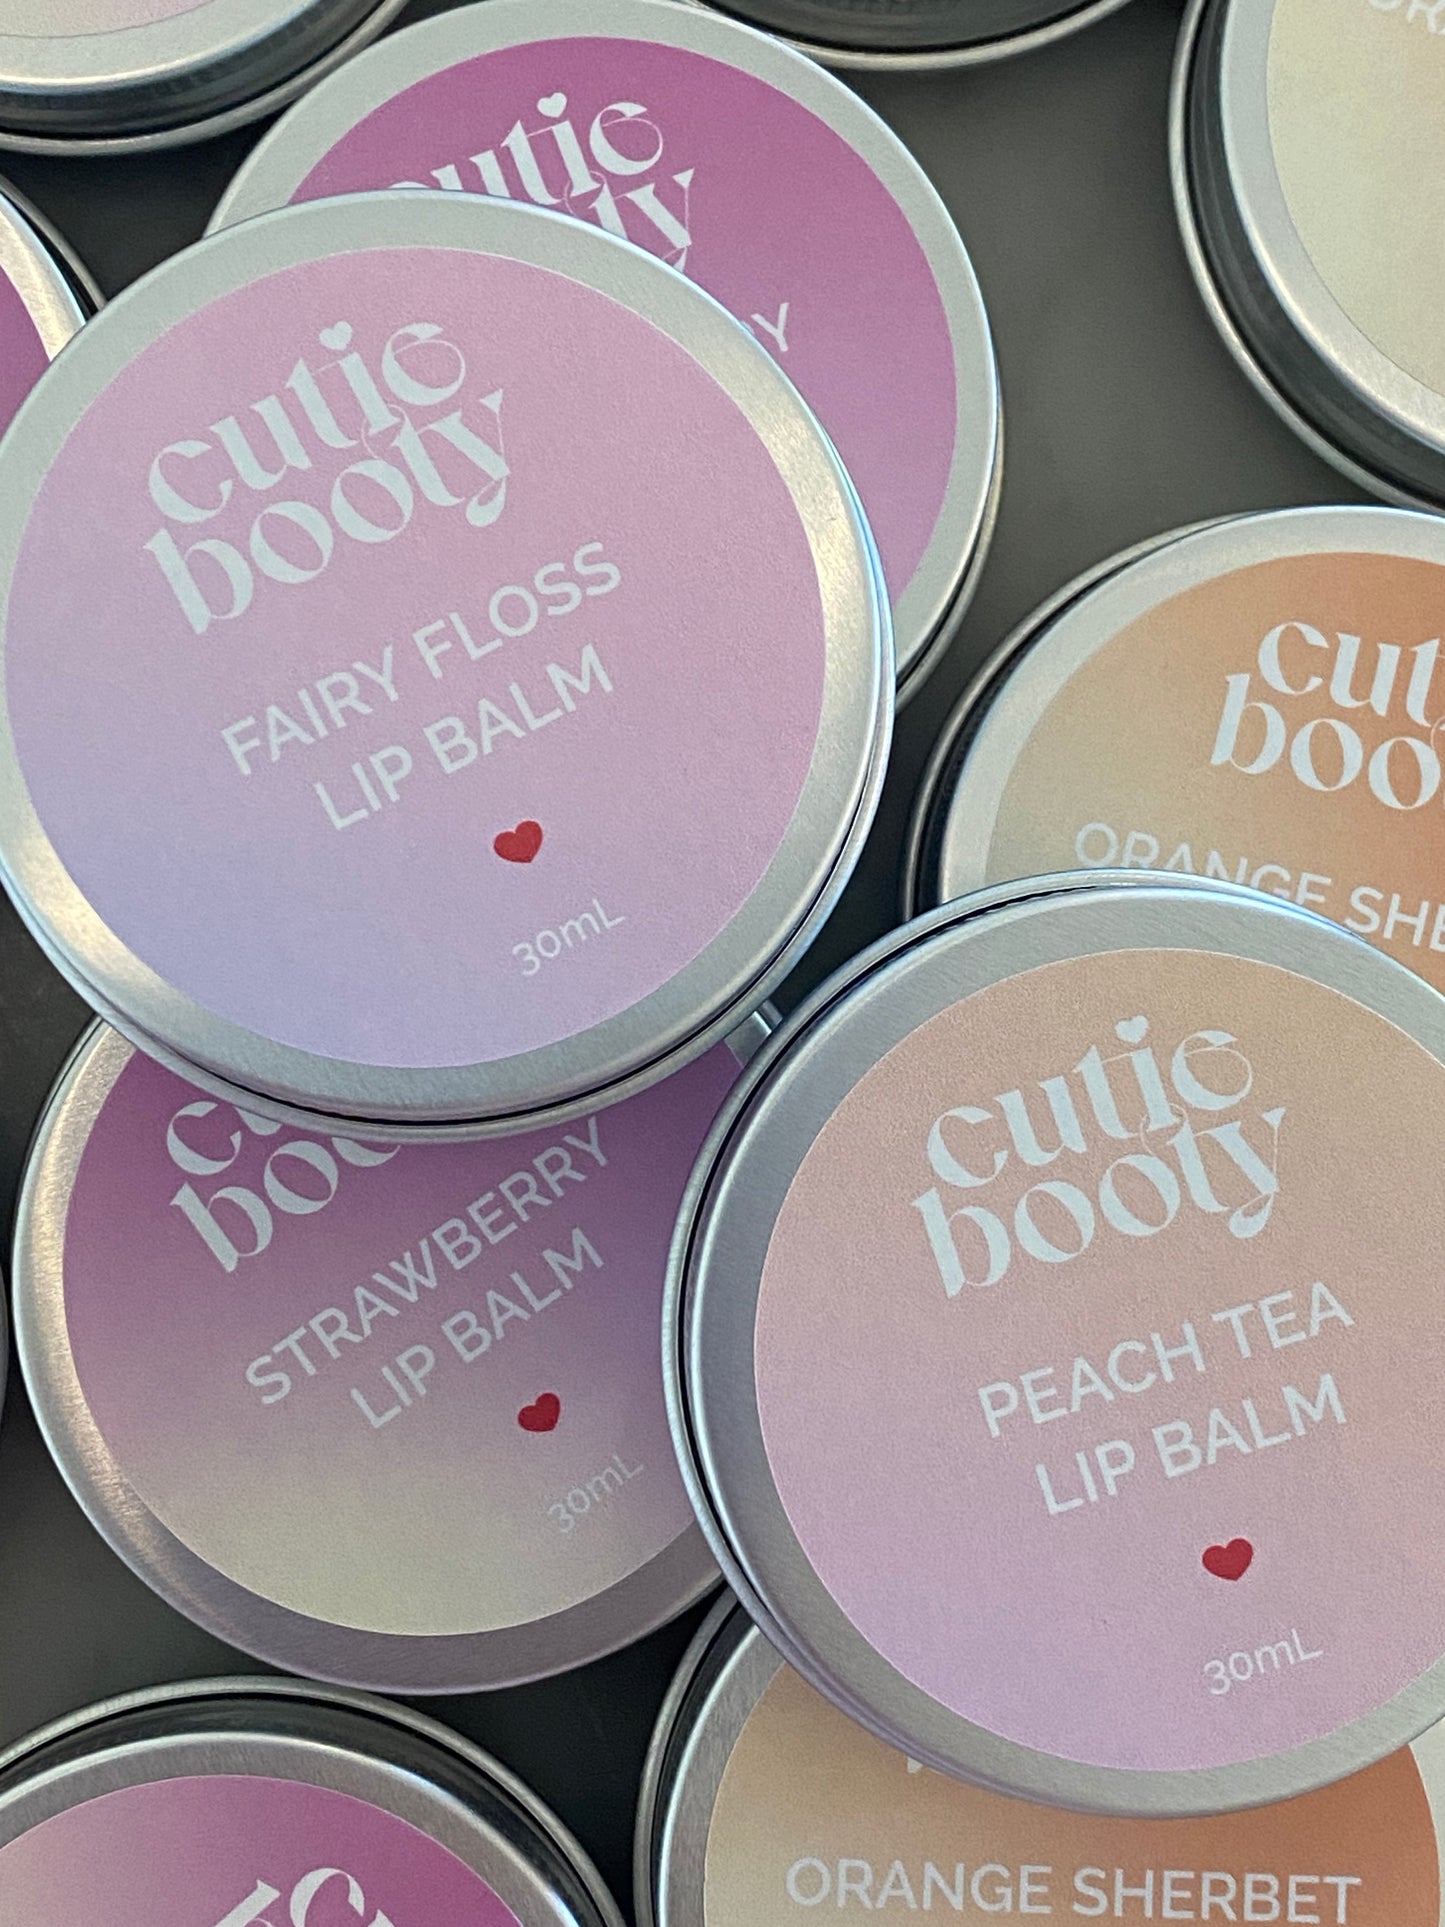 cutie
booty
cutie
booty
FAIRY FLOSS
LIP BALM
30mL
ORANGE
cutie
booty
STRAWBERRY
LIP BALM
30mL
cutie
booty
PEACH TEA
LIP BALM
30mL
ORANGE SHERBET